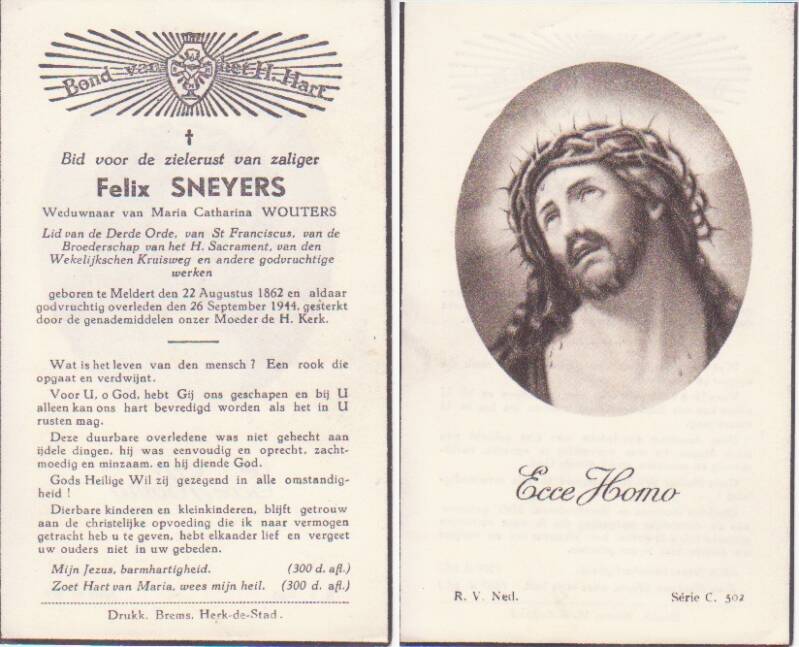 Bond van het H. Hart
Bid voor de zielerust van zaliger
Felix SNEYERS
Weduwnaar van Maria Catharina WOUTERS
Lid van de Derde Orde, van St Franciscus, van de
Broederschap van het H. Sacrament, van den
Wekelijkschen Kruisweg en andere godvruchtige
werken
geboren te Meldert den 22 Augustus 1862 en aldaar
godvruchtig overleden den 26 September 1944, gesterkt
door de genademiddelen onzer Moeder de H. Kerk.
Wat is het leven van den mensch ? Een rook die
opgaat en verdwijnt.
Voor U, o God, hebt Gij ons geschapen en bij U
alleen kan ons hart bevredigd worden als het in U
rusten mag.
Deze duurbare overledene was niet gehecht aan
ijdele dingen, hij was eenvoudig en oprecht, zacht-
moedig en minzaam, en hij diende God.
Gods Heilige Wil zij gezegend in alle omstandig-
heid !
Dierbare kinderen en kleinkinderen, blijft getrouw
aan de christelijke opvoeding die ik naar vermogen
getracht heb u te geven, hebt elkander lief en vergeet
uw ouders niet in uw gebeden.
Mijn Jezus, barmhartigheid. (300 d. afl.)
Zoet Hart van Maria, wees mijn heil. (300 d. afl.)
Drukk. Brems, Herk-de-Stad.
Ecce Homo
R. V. Ned. Série C. 502